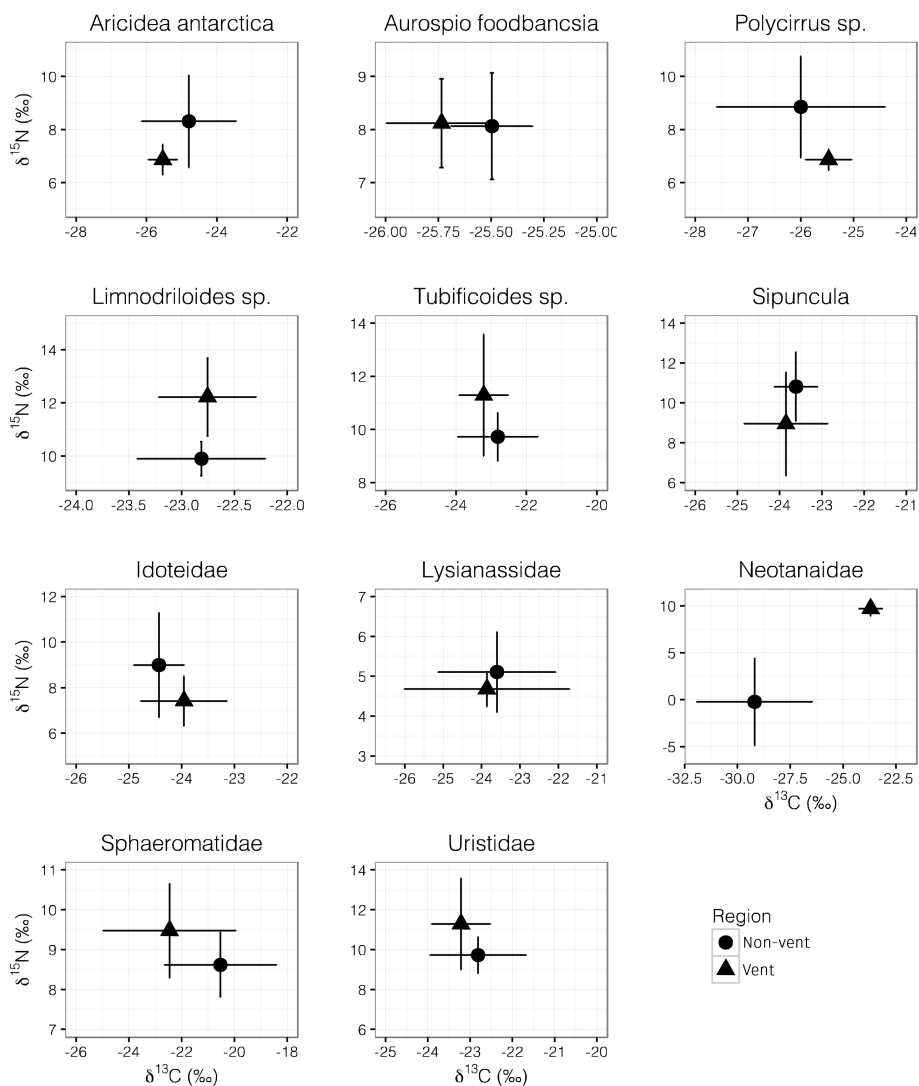 Aricidea antarctica Aurospio foodbancsia Polycirrus sp.
δ15N (‰)
10 8 6
9 8 7
10 8 6
-28 -26 -24 -22
-26.00 -25.75 -25.50 -25.25 -25.00
-28 -27 -26 -25 -24
Limnodriloides sp. Tubificoides sp. Sipuncula
δ15N (‰)
14 12 10
14 12 10 8
14 12 10 8 6
-24.0 -23.5 -23.0 -22.5 -22.0
-26 -24 -22 -20
-26 -25 -24 -23 -22 -21
Idoteidae Lysianassidae Neotanaidae
δ15N (‰)
12 10 8 6
7 6 5 4 3
10 5 0 -5
-26 -25 -24 -23 -22
-26 -25 -24 -23 -22 -21
-32.5 -30.0 -27.5 -25.0 -22.5
δ13C (‰)
Sphaeromatidae Uristidae
δ15N (‰)
11 10 9 8 7
14 12 10 8 6
-26 -24 -22 -20 -18
-25 -24 -23 -22 -21 -20
δ13C (‰) δ13C (‰)
Region
Non-vent
Vent